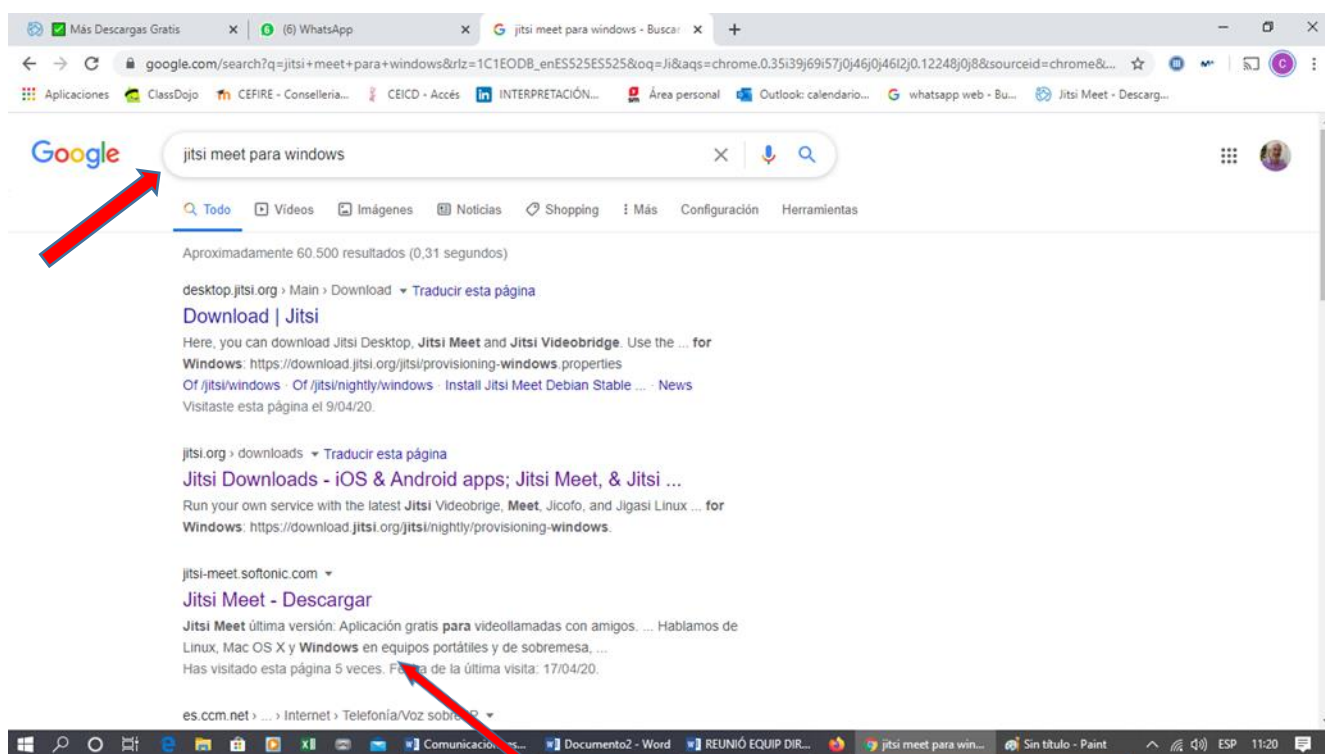 Más Descargas Gratis
(6) WhatsApp
jitsi meet para windows - Buscar
google.com/search?q=jitsi+meet+para+windows&rlz=1C1EODB_enES525ES525&oq=Ji&aqs=chrome.0.35i39j69i57j0j46j0j46l2j0.12248j0j8&sourceid=chrome&...
Aplicaciones
ClassDojo
CEFIRE - Conselleria...
CEICD - Accés
INTERPRETACIÓN...
Área personal
Outlook: calendario...
whatsapp web - Bu...
Jitsi Meet - Descarg...
Google
jitsi meet para windows
C
Todo
Vídeos
Imágenes
Noticias
Shopping
Más
Configuración
Herramientas
Aproximadamente 60.500 resultados (0,31 segundos)
desktop.jitsi.org › Main › Download Traducir esta página
Download | Jitsi
Here, you can download Jitsi Desktop, Jitsi Meet and Jitsi Videobridge. Use the ... for
Windows: https://download.jitsi.org/jitsi/provisioning-windows.properties
Of /jitsi/windows · Of /jitsi/nightly/windows · Install Jitsi Meet Debian Stable ... · News
Visitaste esta página el 9/04/20.
jitsi.org › downloads Traducir esta página
Jitsi Downloads - iOS & Android apps; Jitsi Meet, & Jitsi ...
Run your own service with the latest Jitsi Videobrige, Meet, Jicofo, and Jigasi Linux ... for
Windows: https://download.jitsi.org/jitsi/nightly/provisioning-windows.
jitsi-meet.softonic.com
Jitsi Meet - Descargar
Jitsi Meet última versión: Aplicación gratis para videollamadas con amigos. ... Hablamos de
Linux, Mac OS X y Windows en equipos portátiles y de sobremesa, ...
Has visitado esta página 5 veces. de la última visita: 17/04/20.
es.ccm.net › ... › Internet › Telefonía/Voz
Comunicación
Documento2 - Word
REUNIÓ EQUIP DIR...
jitsi meet para win...
Sin título - Paint
ESP
11:20